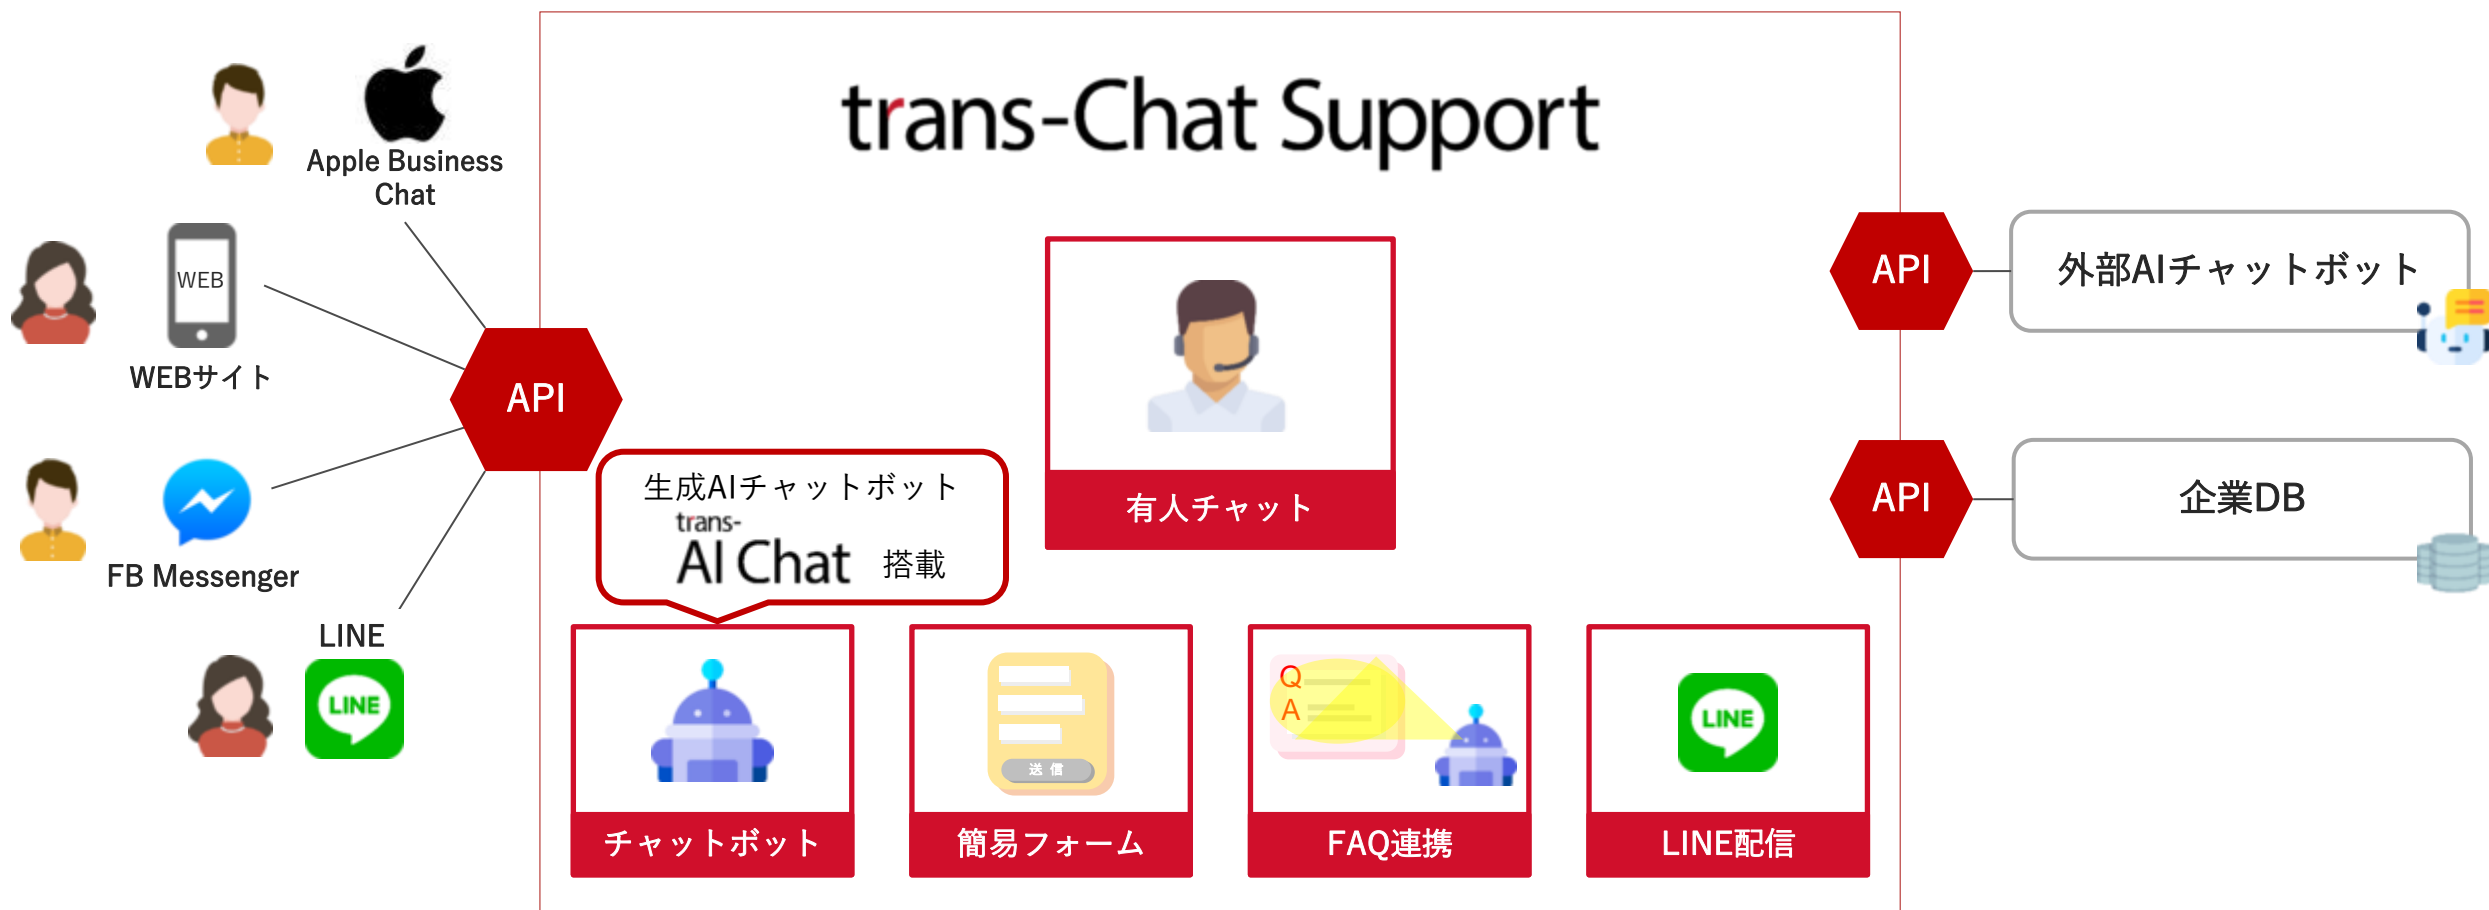 trans-Chat Support
Apple Business
Chat
WEB
WEBサイト
FB Messenger
LINE
LINE
API
有人チャット
生成AIチャットボット
trans-
AI Chat 搭載
チャットボット
送 信
簡易フォーム
Q
A
FAQ連携
LINE
LINE配信
API
外部AIチャットボット
API
企業DB